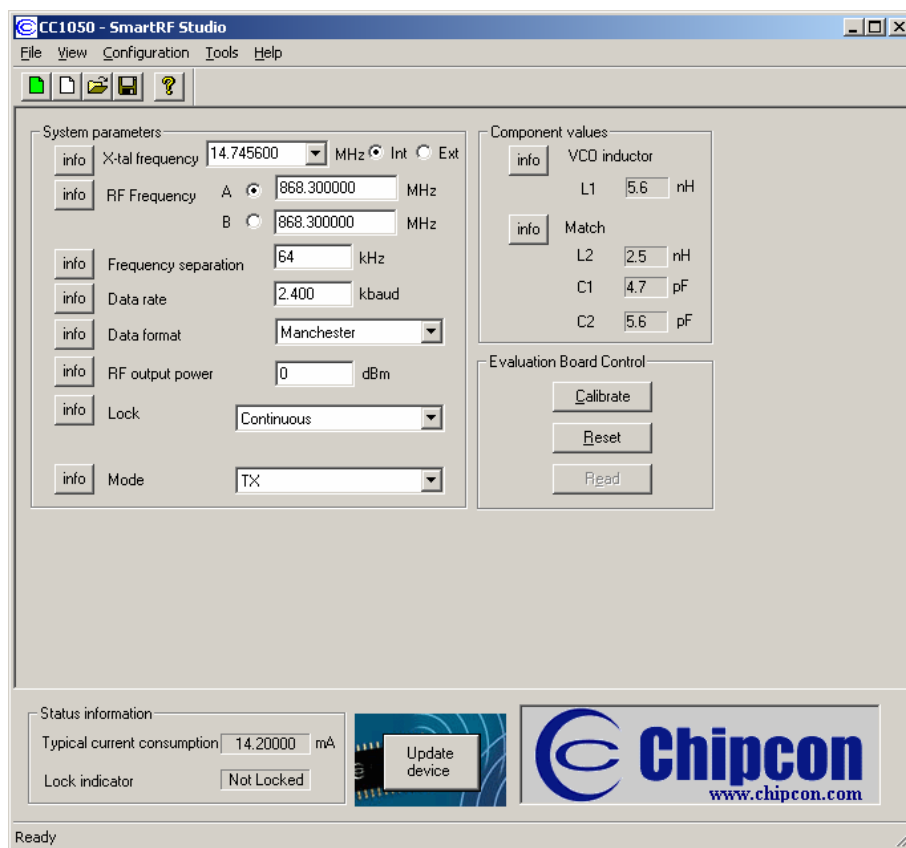 CC1050 - SmartRF Studio
File View Configuration Tools Help
System parameters
info X-tal frequency 14.745600 MHz Int Ext
info RF Frequency A 868.300000 MHz
B 868.300000 MHz
info Frequency separation 64 kHz
info Data rate 2.400 kbaud
info Data format Manchester
info RF output power 0 dBm
info Lock Continuous
info Mode TX
Component values
info VCO inductor
L1 5.6 nH
info Match
L2 2.5 nH
C1 4.7 pF
C2 5.6 pF
Evaluation Board Control
Calibrate
Reset
Read
Status information
Typical current consumption 14.20000 mA
Lock indicator Not Locked
Update
device
Chipcon
www.chipcon.com
Ready